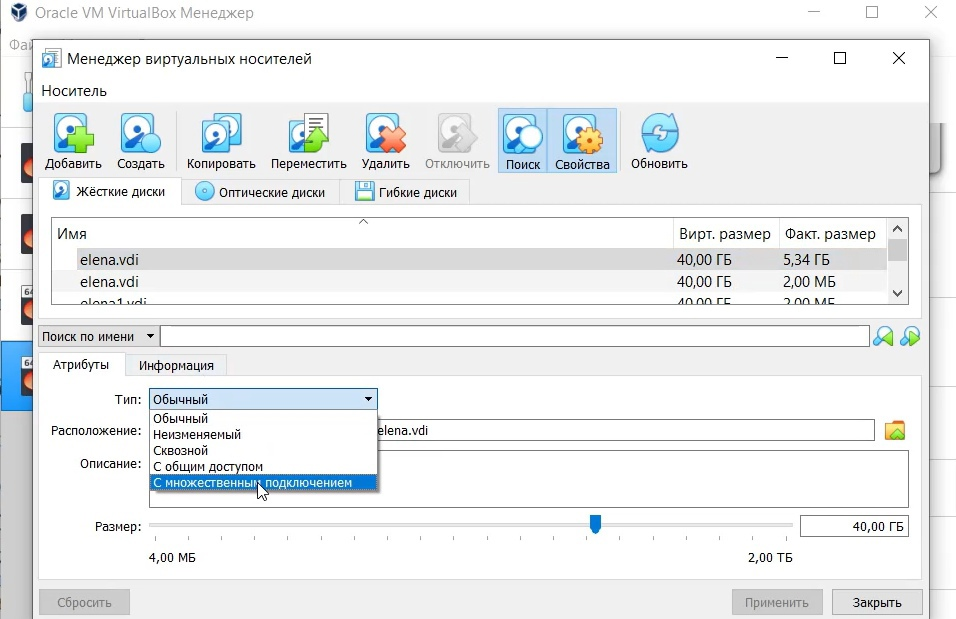 Oracle VM VirtualBox Менеджер
Менеджер виртуальных носителей
Носитель
Добавить Создать Копировать Переместить Удалить Отключить Поиск Свойства Обновить
Жёсткие диски Оптические диски Гибкие диски
Имя Вирт. размер Факт. размер
elena.vdi 40,00 ГБ 5,34 ГБ
elena.vdi 40,00 ГБ 2,00 МБ
elena1.vdi 40,00 ГБ 2,00 МБ
Поиск по имени
Атрибуты Информация
Тип: Обычный
Обычный
Расположение: Неизменяемый elena.vdi
Сквозной
Описание: С общим доступом
С множественным подключением
Размер: 40,00 ГБ
4,00 МБ 2,00 ТБ
Сбросить Применить Закрыть